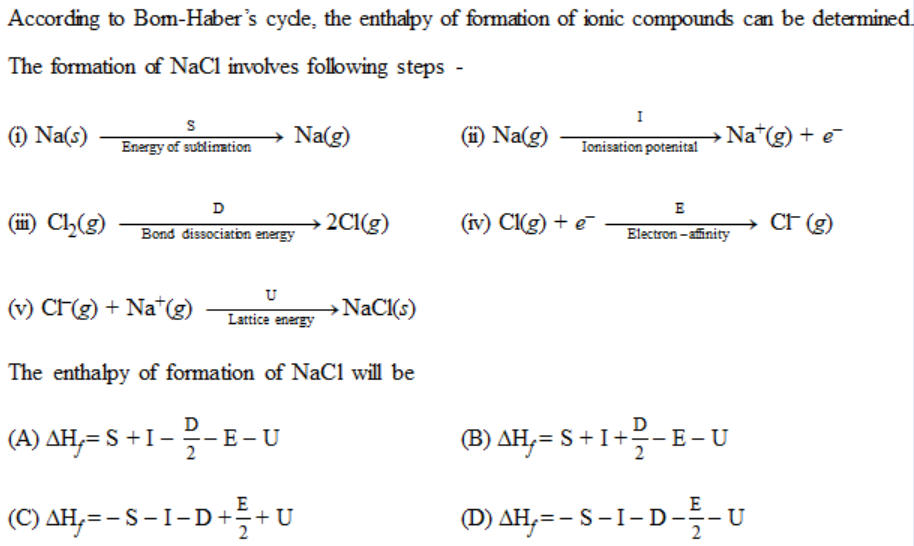 According to Born-Haber's cycle, the enthalpy of formation of ionic compounds can be determined.
The formation of NaCl involves following steps -
(i) Na(s) —S / Energy of sublimation→ Na(g) (ii) Na(g) —I / Ionisation potenital→ Na⁺(g) + e⁻
(iii) Cl₂(g) —D / Bond dissociation energy→ 2Cl(g) (iv) Cl(g) + e⁻ —E / Electron–affinity→ Cl⁻ (g)
(v) Cl⁻(g) + Na⁺(g) —U / Lattice energy→ NaCl(s)
The enthalpy of formation of NaCl will be
(A) ΔH_f = S + I – D/2 – E – U (B) ΔH_f = S + I + D/2 – E – U
(C) ΔH_f = – S – I – D + E/2 + U (D) ΔH_f = – S – I – D – E/2 – U